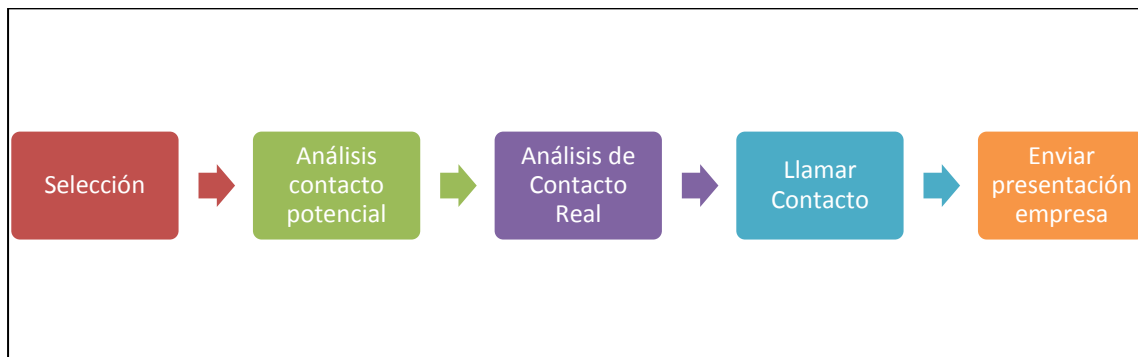 Selección
Análisis
contacto
potencial
Análisis de
Contacto
Real
Llamar
Contacto
Enviar
presentación
empresa